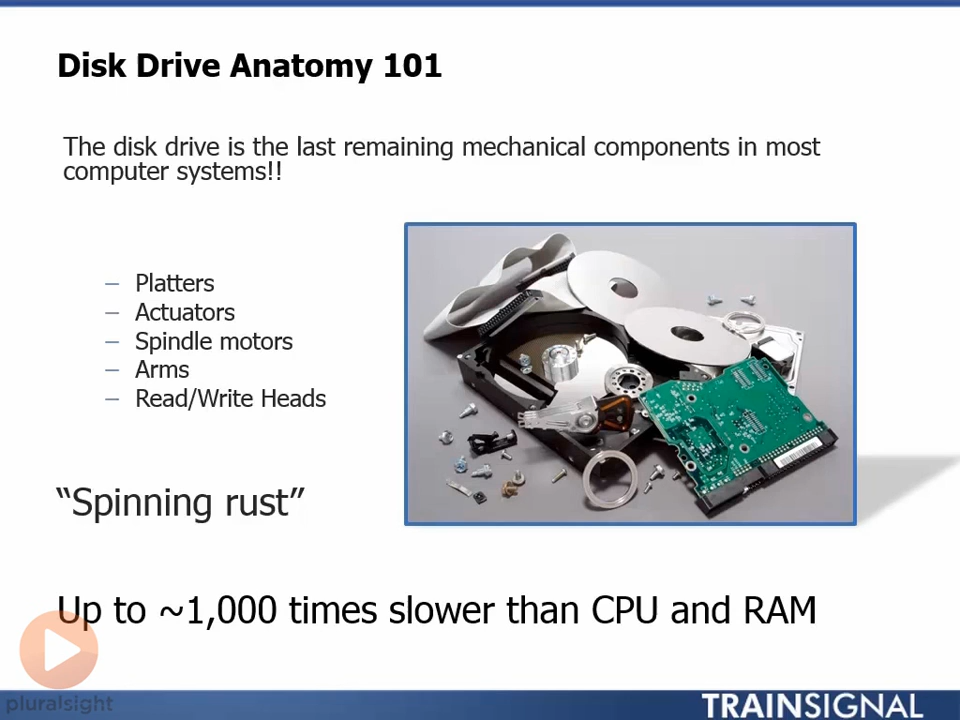 Disk Drive Anatomy 101
The disk drive is the last remaining mechanical components in most
computer systems!!
– Platters
– Actuators
– Spindle motors
– Arms
– Read/Write Heads
“Spinning rust”
Up to ~1,000 times slower than CPU and RAM
pluralsight
TRAINSIGNAL